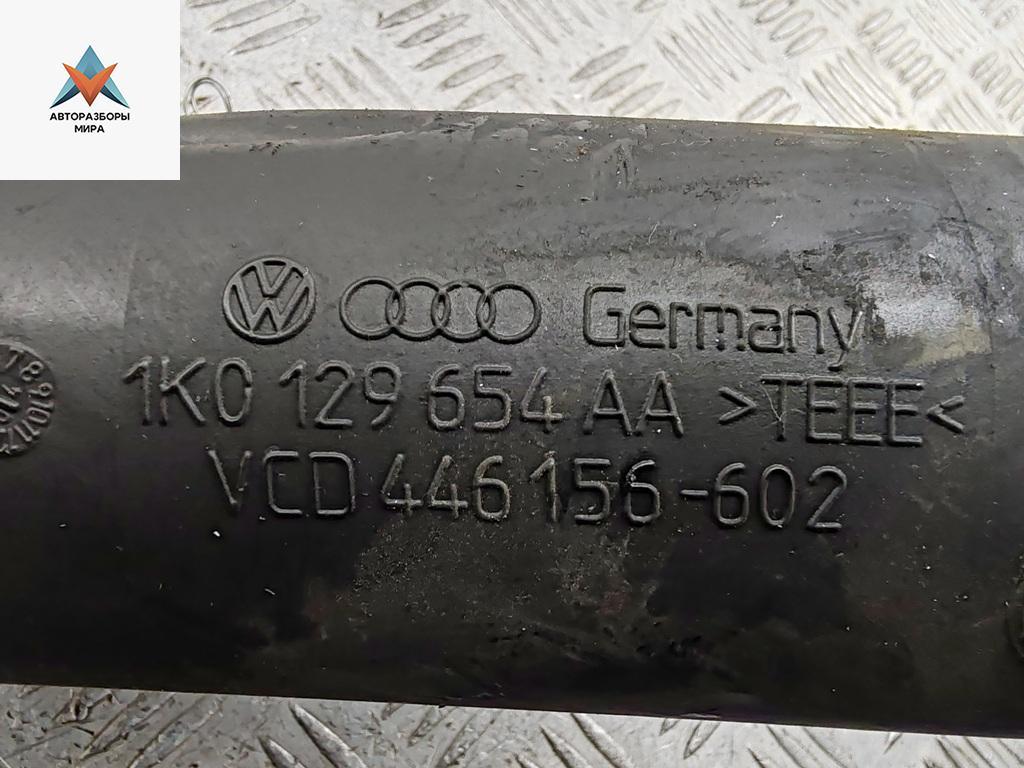 АВТОРАЗБОРЫ
МИРА
Germany
1K0 129 654 AA >TEEE<
VCD 446 156-602